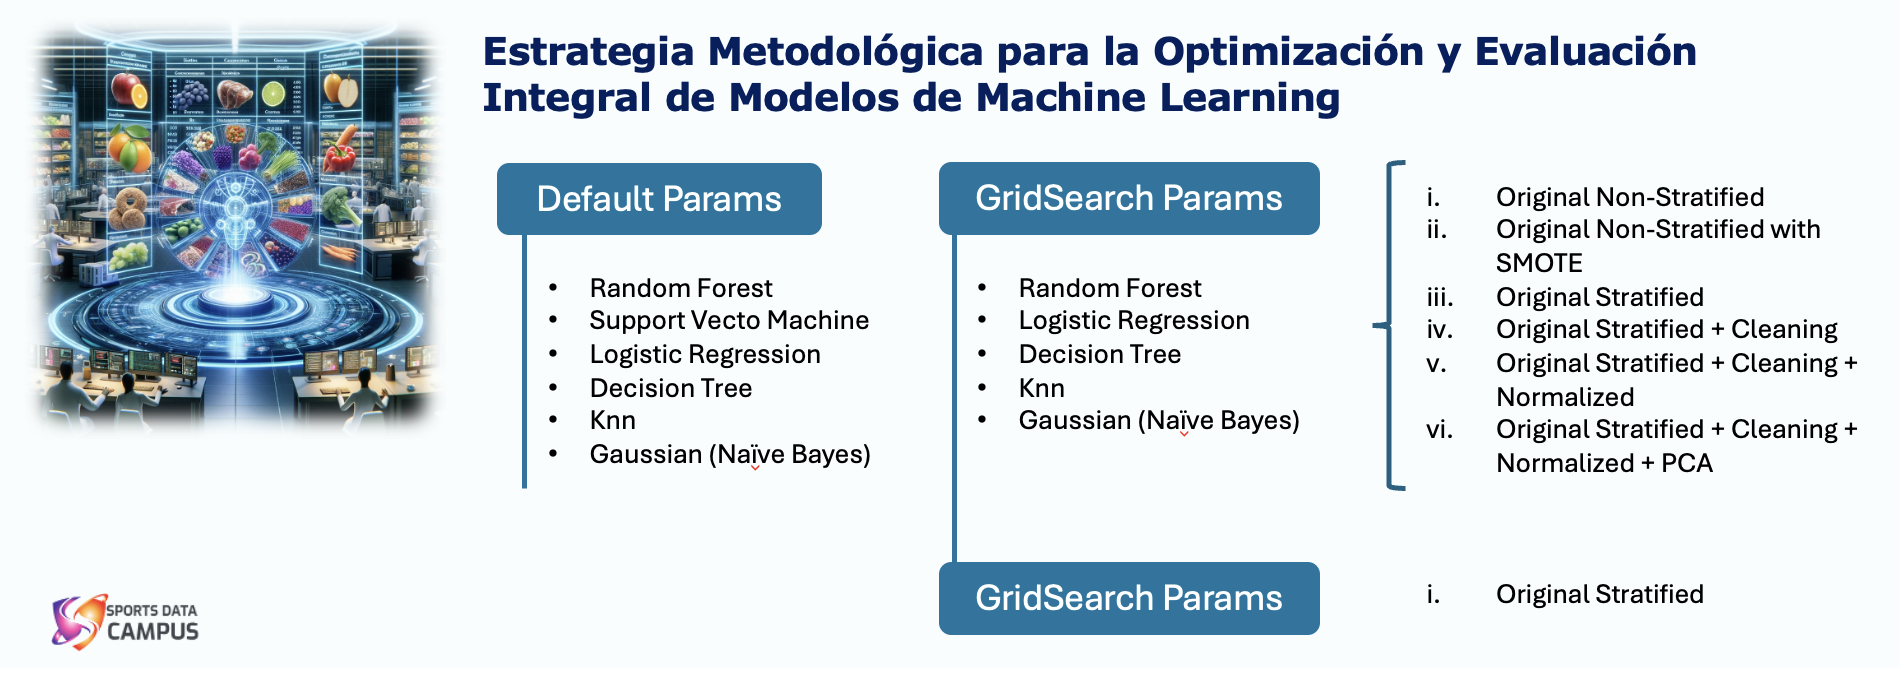 Estrategia Metodológica para la Optimización y Evaluación
Integral de Modelos de Machine Learning
Default Params
• Random Forest
• Support Vecto Machine
• Logistic Regression
• Decision Tree
• Knn
• Gaussian (Naïve Bayes)
GridSearch Params
• Random Forest
• Logistic Regression
• Decision Tree
• Knn
• Gaussian (Naïve Bayes)
i. Original Non-Stratified
ii. Original Non-Stratified with
SMOTE
iii. Original Stratified
iv. Original Stratified + Cleaning
v. Original Stratified + Cleaning +
Normalized
vi. Original Stratified + Cleaning +
Normalized + PCA
GridSearch Params
i. Original Stratified
SPORTS DATA
CAMPUS